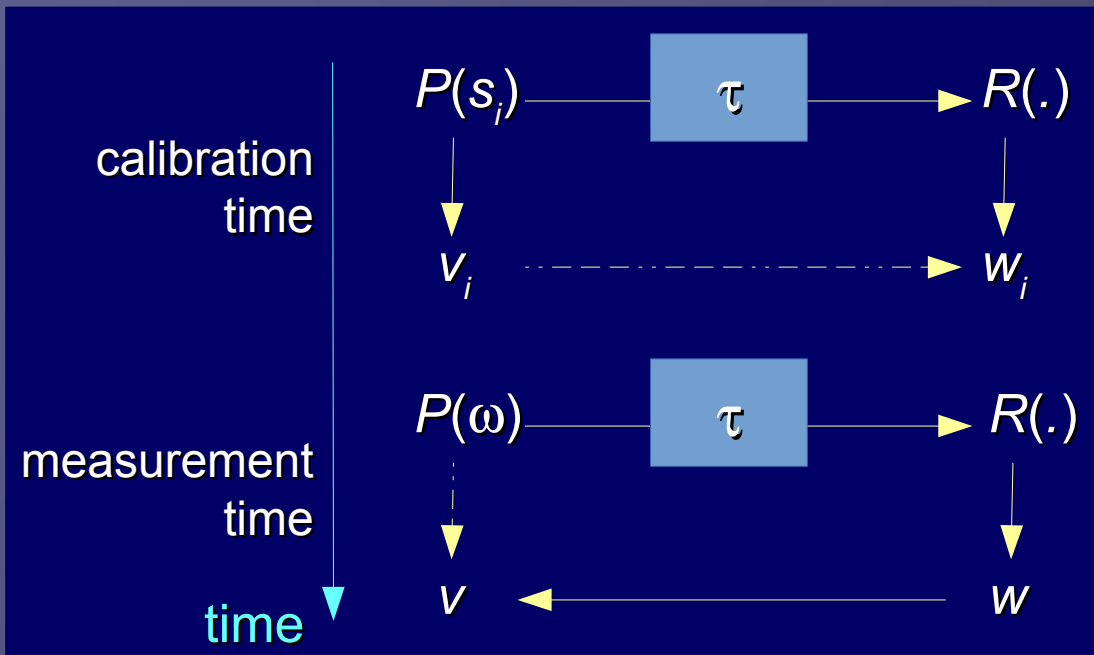 P(s_i) τ R(.)
calibration
time
v_i w_i
P(ω) τ R(.)
measurement
time
v w
time